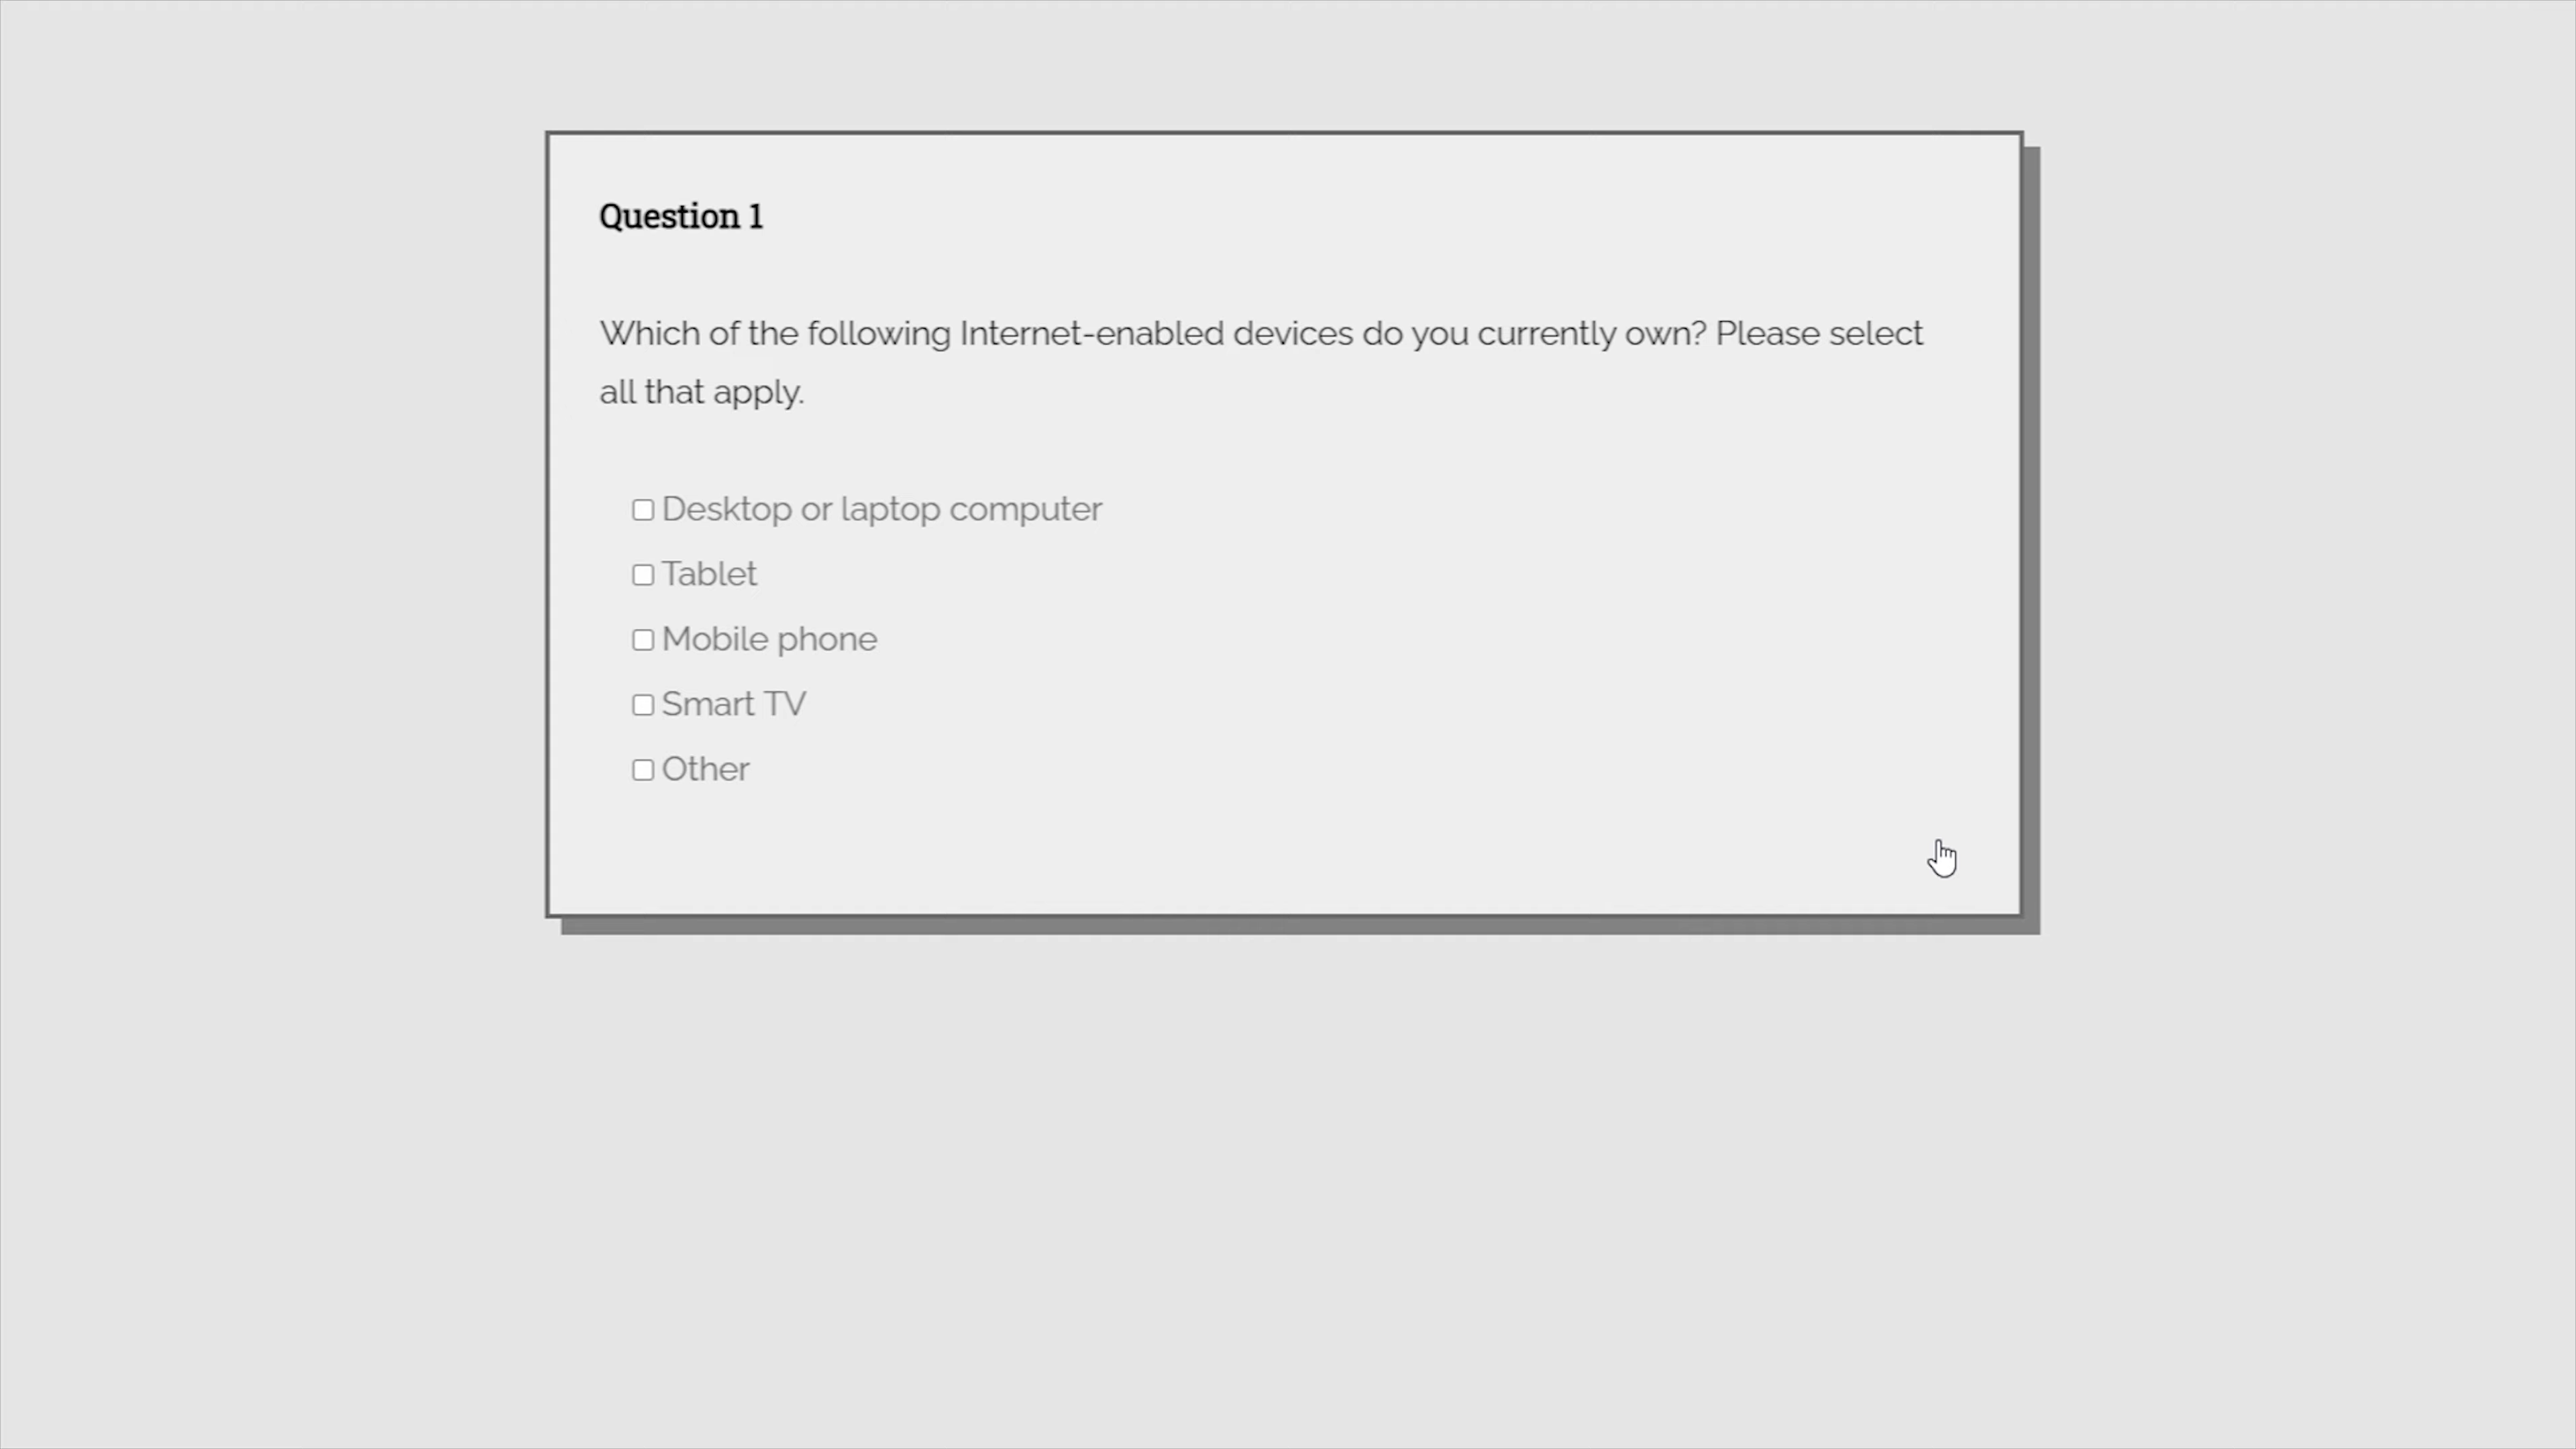 Question 1
Which of the following Internet-enabled devices do you currently own? Please select
all that apply.
Desktop or laptop computer
Tablet
Mobile phone
Smart TV
Other